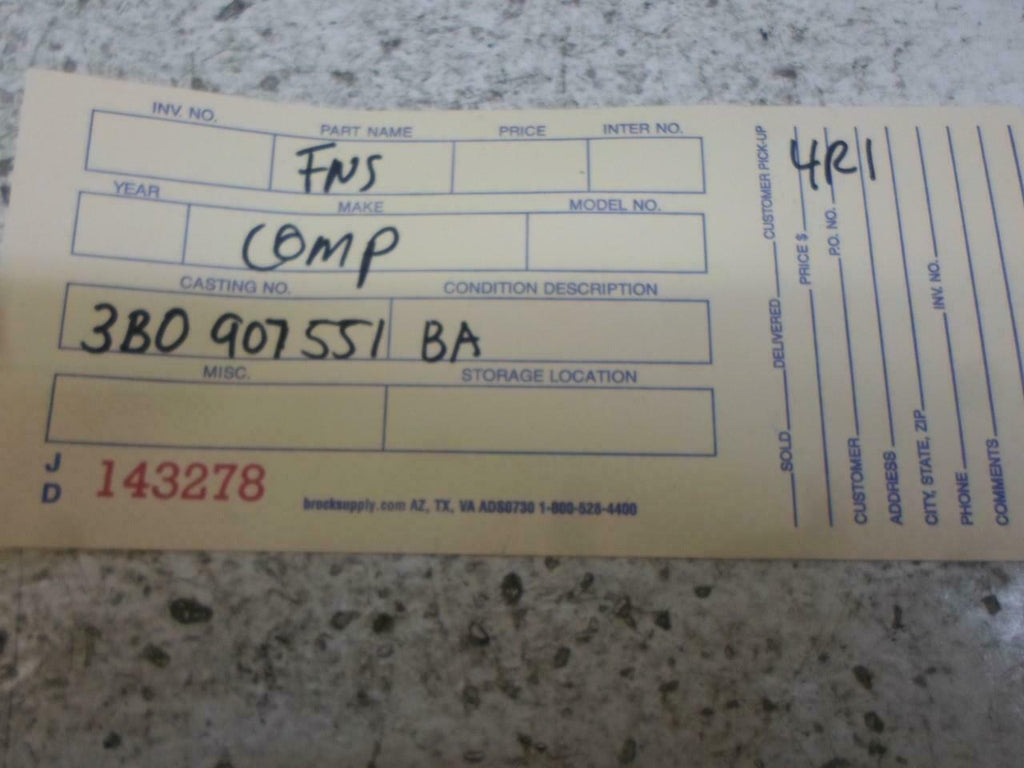 INV. NO. PART NAME PRICE INTER NO.
FNS
YEAR MAKE MODEL NO.
COMP
CASTING NO. CONDITION DESCRIPTION
3B0 907 551 BA
MISC. STORAGE LOCATION
J D 143278
brocksupply.com AZ, TX, VA ADS0730 1-800-528-4400
4R1
SOLD DELIVERED CUSTOMER PICK-UP
PRICE $
P.O. NO.
CUSTOMER
ADDRESS
CITY, STATE, ZIP INV. NO.
PHONE
COMMENTS